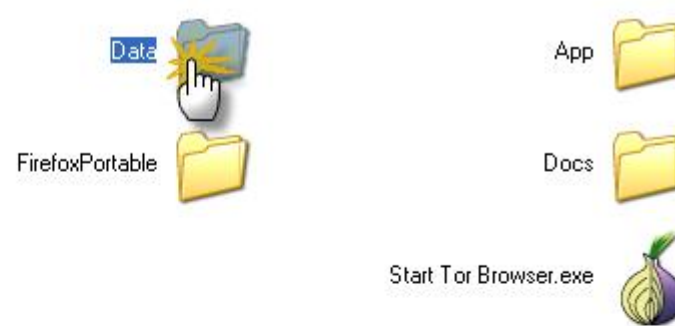 Data
App
FirefoxPortable
Docs
Start Tor Browser.exe